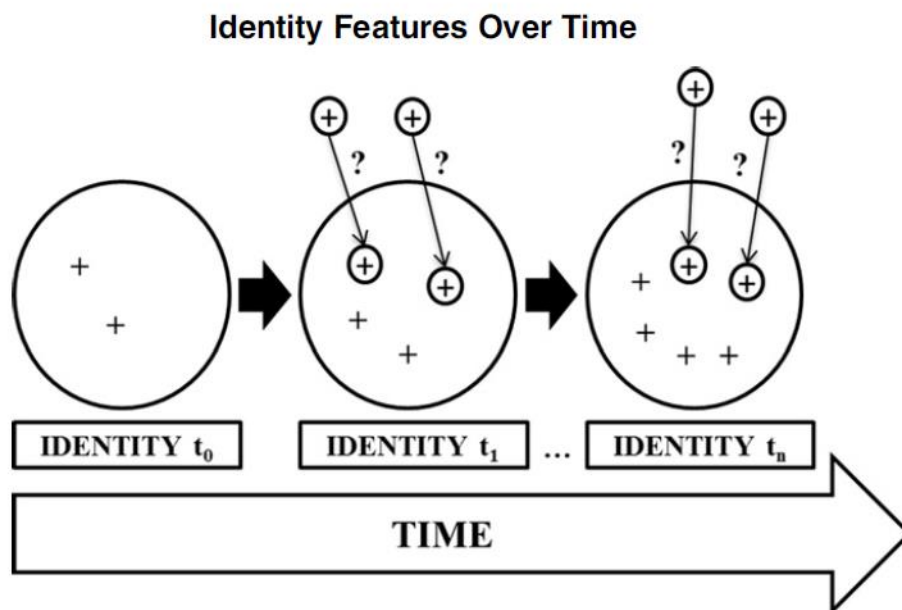 Identity Features Over Time
? ? ? ?
IDENTITY t₀ IDENTITY t₁ ... IDENTITY tₙ
TIME